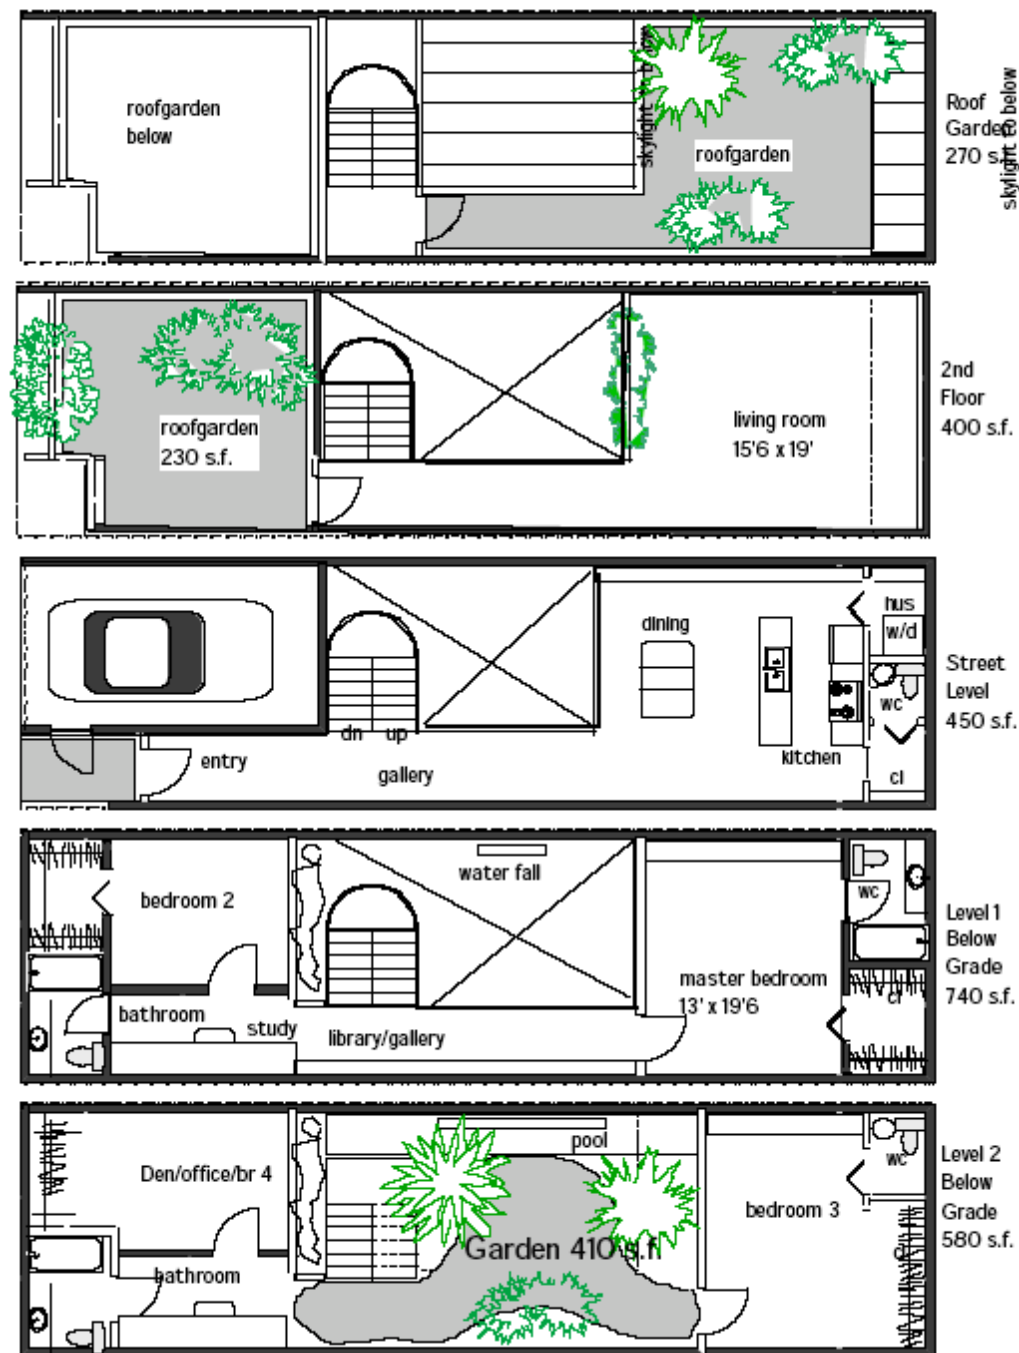 roofgarden
below
skylight to below
roofgarden
Roof
Garden
270 s.f.
skylight to below
roofgarden
230 s.f.
living room
15'6 x 19'
2nd
Floor
400 s.f.
dining
hus
w/d
wc
dn up
entry
gallery
kitchen
cl
Street
Level
450 s.f.
bedroom 2
water fall
wc
master bedroom
13' x 19'6
cl
bathroom
study
library/gallery
Level 1
Below
Grade
740 s.f.
pool
Den/office/br 4
wc
bedroom 3
Garden 410 s.f.
cl
bathroom
Level 2
Below
Grade
580 s.f.